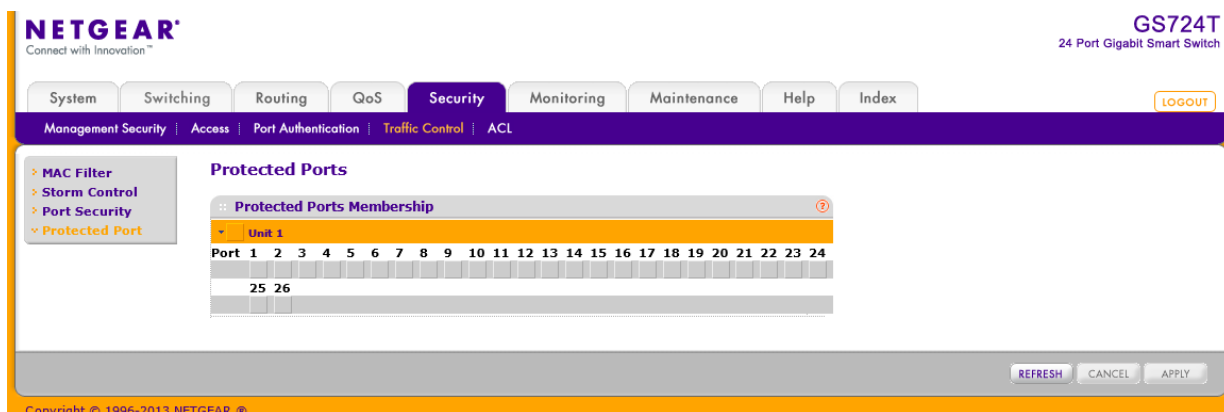 NETGEAR®
Connect with Innovation™
GS724T
24 Port Gigabit Smart Switch
System Switching Routing QoS Security Monitoring Maintenance Help Index
LOGOUT
Management Security Access Port Authentication Traffic Control ACL
MAC Filter
Storm Control
Port Security
Protected Port
Protected Ports
Protected Ports Membership ?
Unit 1
Port 1 2 3 4 5 6 7 8 9 10 11 12 13 14 15 16 17 18 19 20 21 22 23 24
25 26
REFRESH CANCEL APPLY
Copyright © 1996-2013 NETGEAR ®